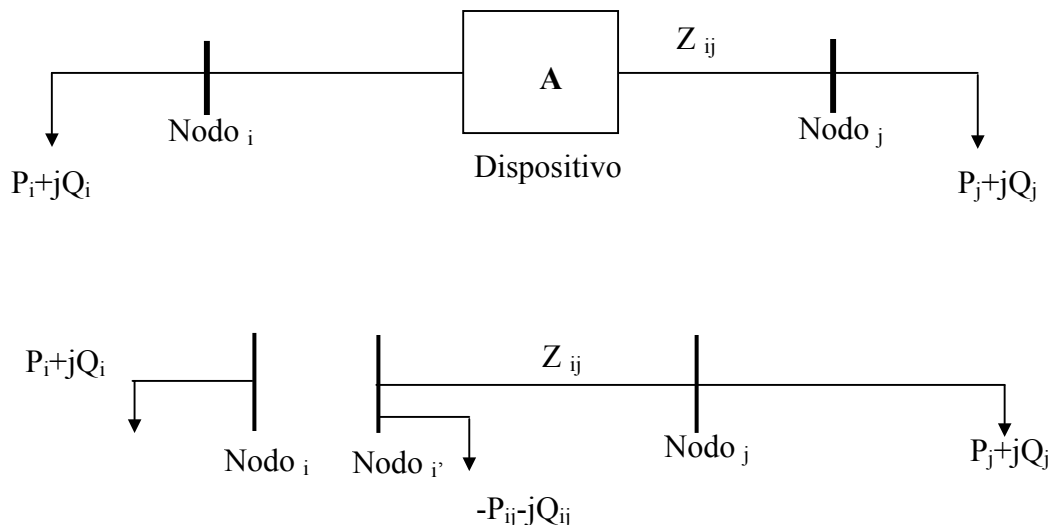 Z ij
A
Nodo i
Nodo j
Dispositivo
Pi+jQi
Pj+jQj
Pi+jQi
Z ij
Nodo i
Nodo i’
Nodo j
Pj+jQj
-Pij-jQij